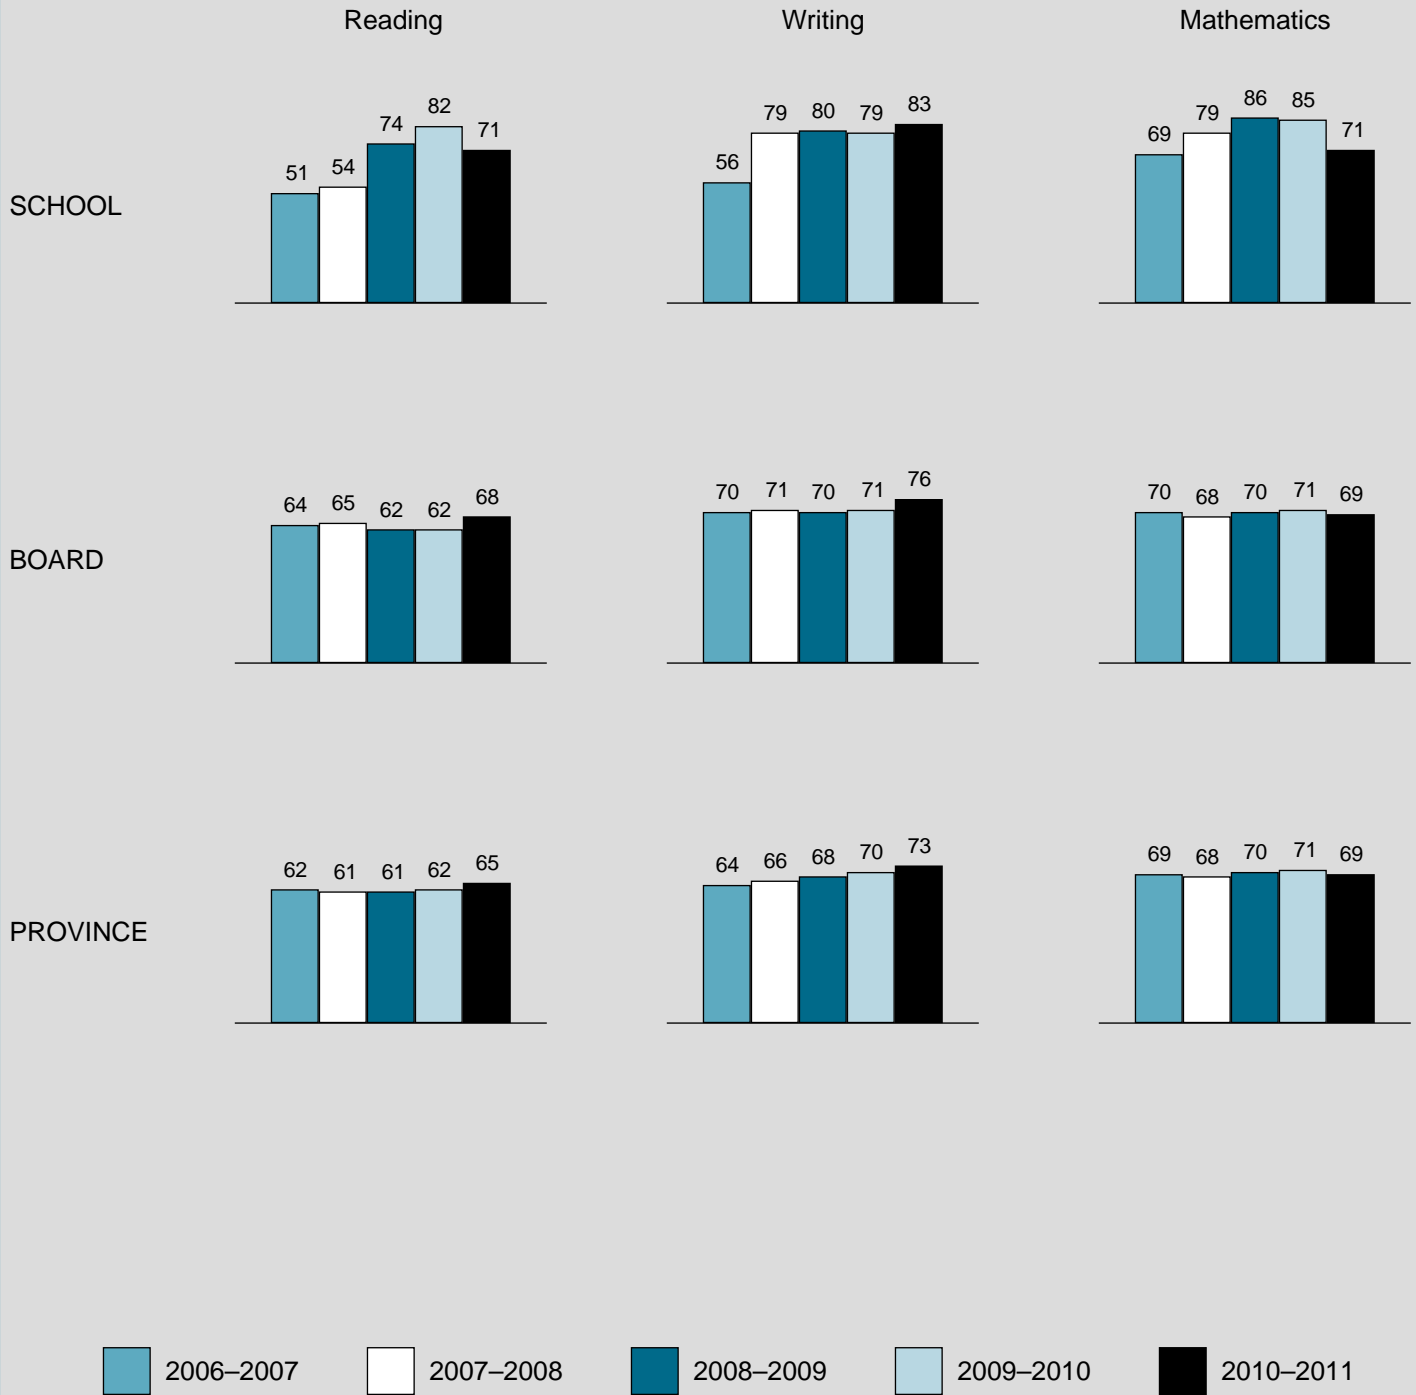 Reading Writing Mathematics
SCHOOL
51 54 74 82 71
56 79 80 79 83
69 79 86 85 71
BOARD
64 65 62 62 68
70 71 70 71 76
70 68 70 71 69
PROVINCE
62 61 61 62 65
64 66 68 70 73
69 68 70 71 69
2006–2007 2007–2008 2008–2009 2009–2010 2010–2011